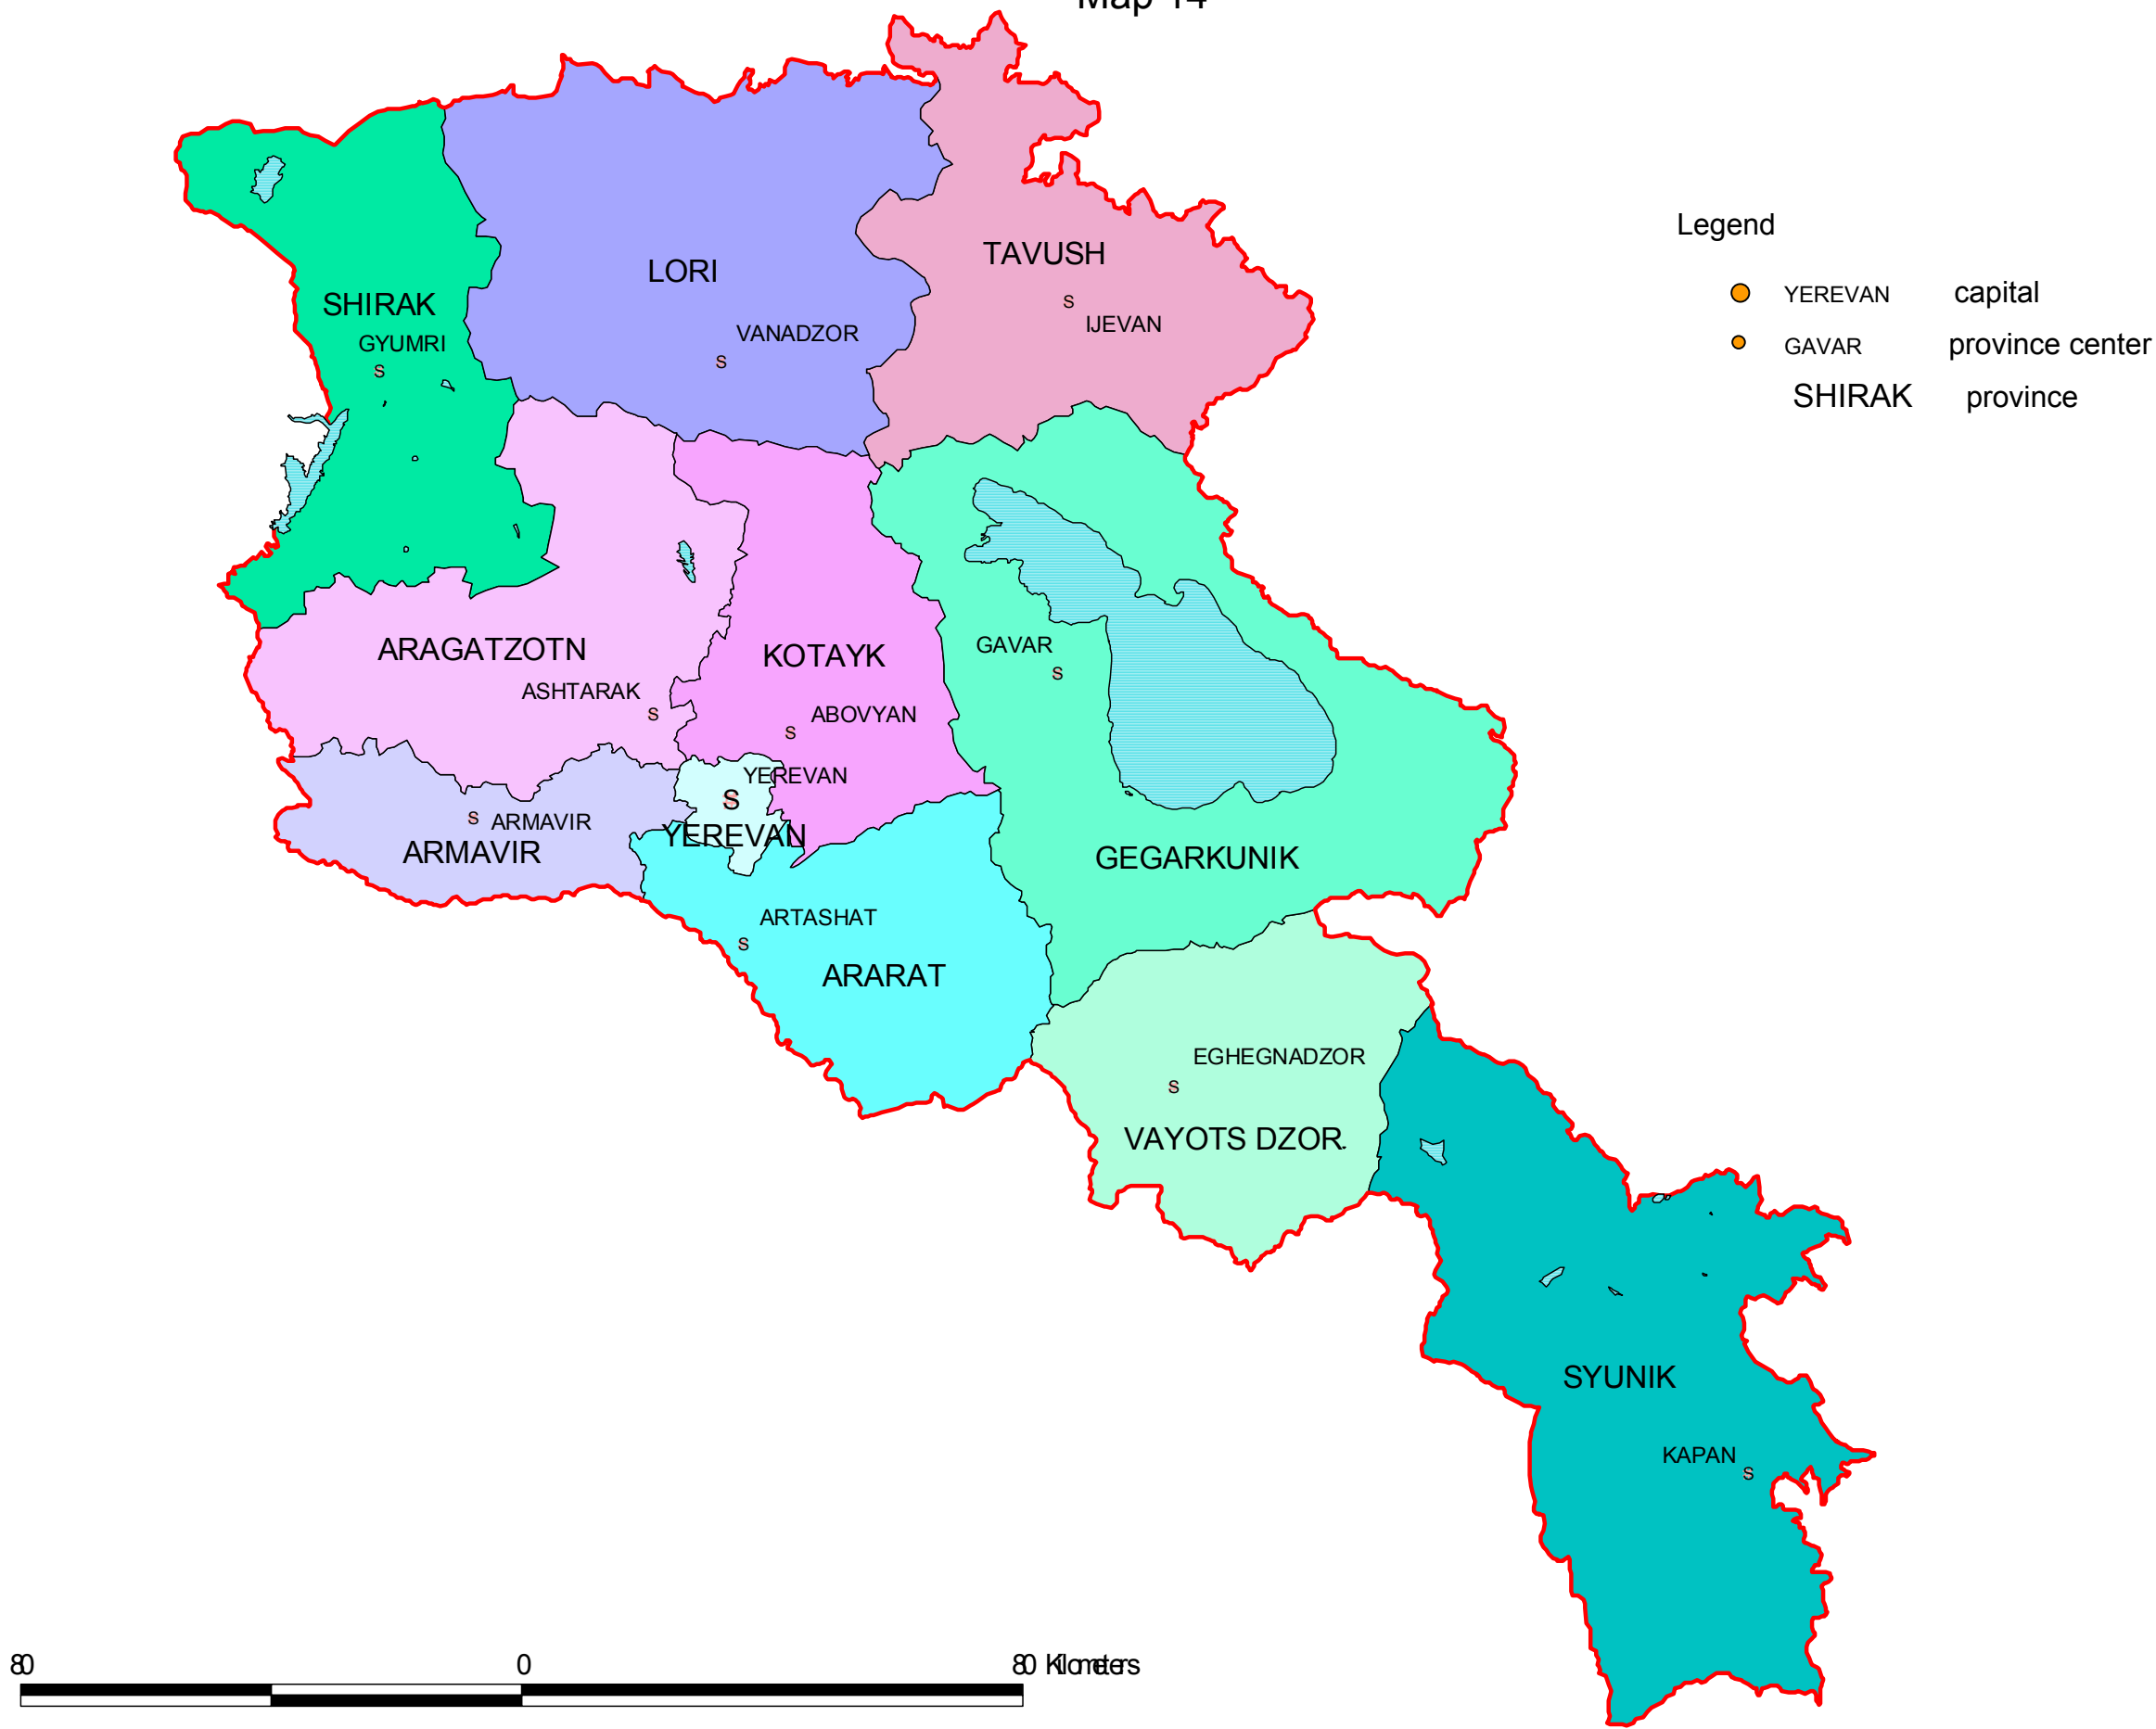 Map 14
TAVUSH
S
IJEVAN
LORI
VANADZOR
S
SHIRAK
GYUMRI
S
Legend
YEREVAN capital
GAVAR province center
SHIRAK province
ARAGATZOTN
ASHTARAK
S
KOTAYK
ABOVYAN
S
GAVAR
S
YEREVAN
S
YEREVAN
S ARMAVIR
ARMAVIR
GEGARKUNIK
ARTASHAT
S
ARARAT
EGHEGNADZOR
S
VAYOTS DZOR
SYUNIK
KAPAN
S
80 0 80 Kilometers